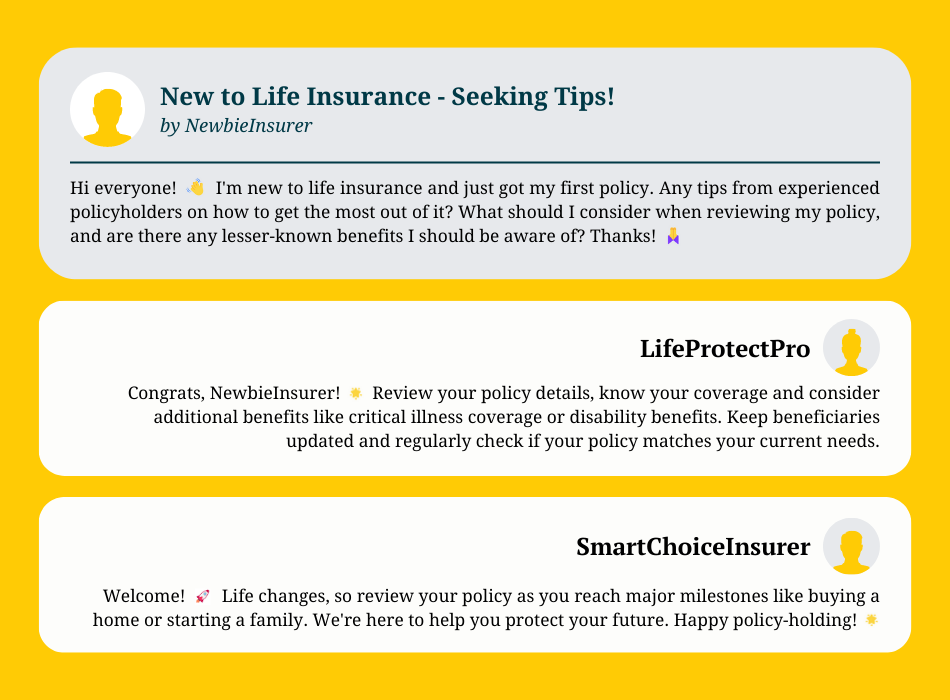 New to Life Insurance - Seeking Tips!
by NewbieInsurer
Hi everyone! 👋 I'm new to life insurance and just got my first policy. Any tips from experienced
policyholders on how to get the most out of it? What should I consider when reviewing my policy,
and are there any lesser-known benefits I should be aware of? Thanks! 🙏
LifeProtectPro
Congrats, NewbieInsurer! 🌟 Review your policy details, know your coverage and consider
additional benefits like critical illness coverage or disability benefits. Keep beneficiaries
updated and regularly check if your policy matches your current needs.
SmartChoiceInsurer
Welcome! 🚀 Life changes, so review your policy as you reach major milestones like buying a
home or starting a family. We're here to help you protect your future. Happy policy-holding! 🌟